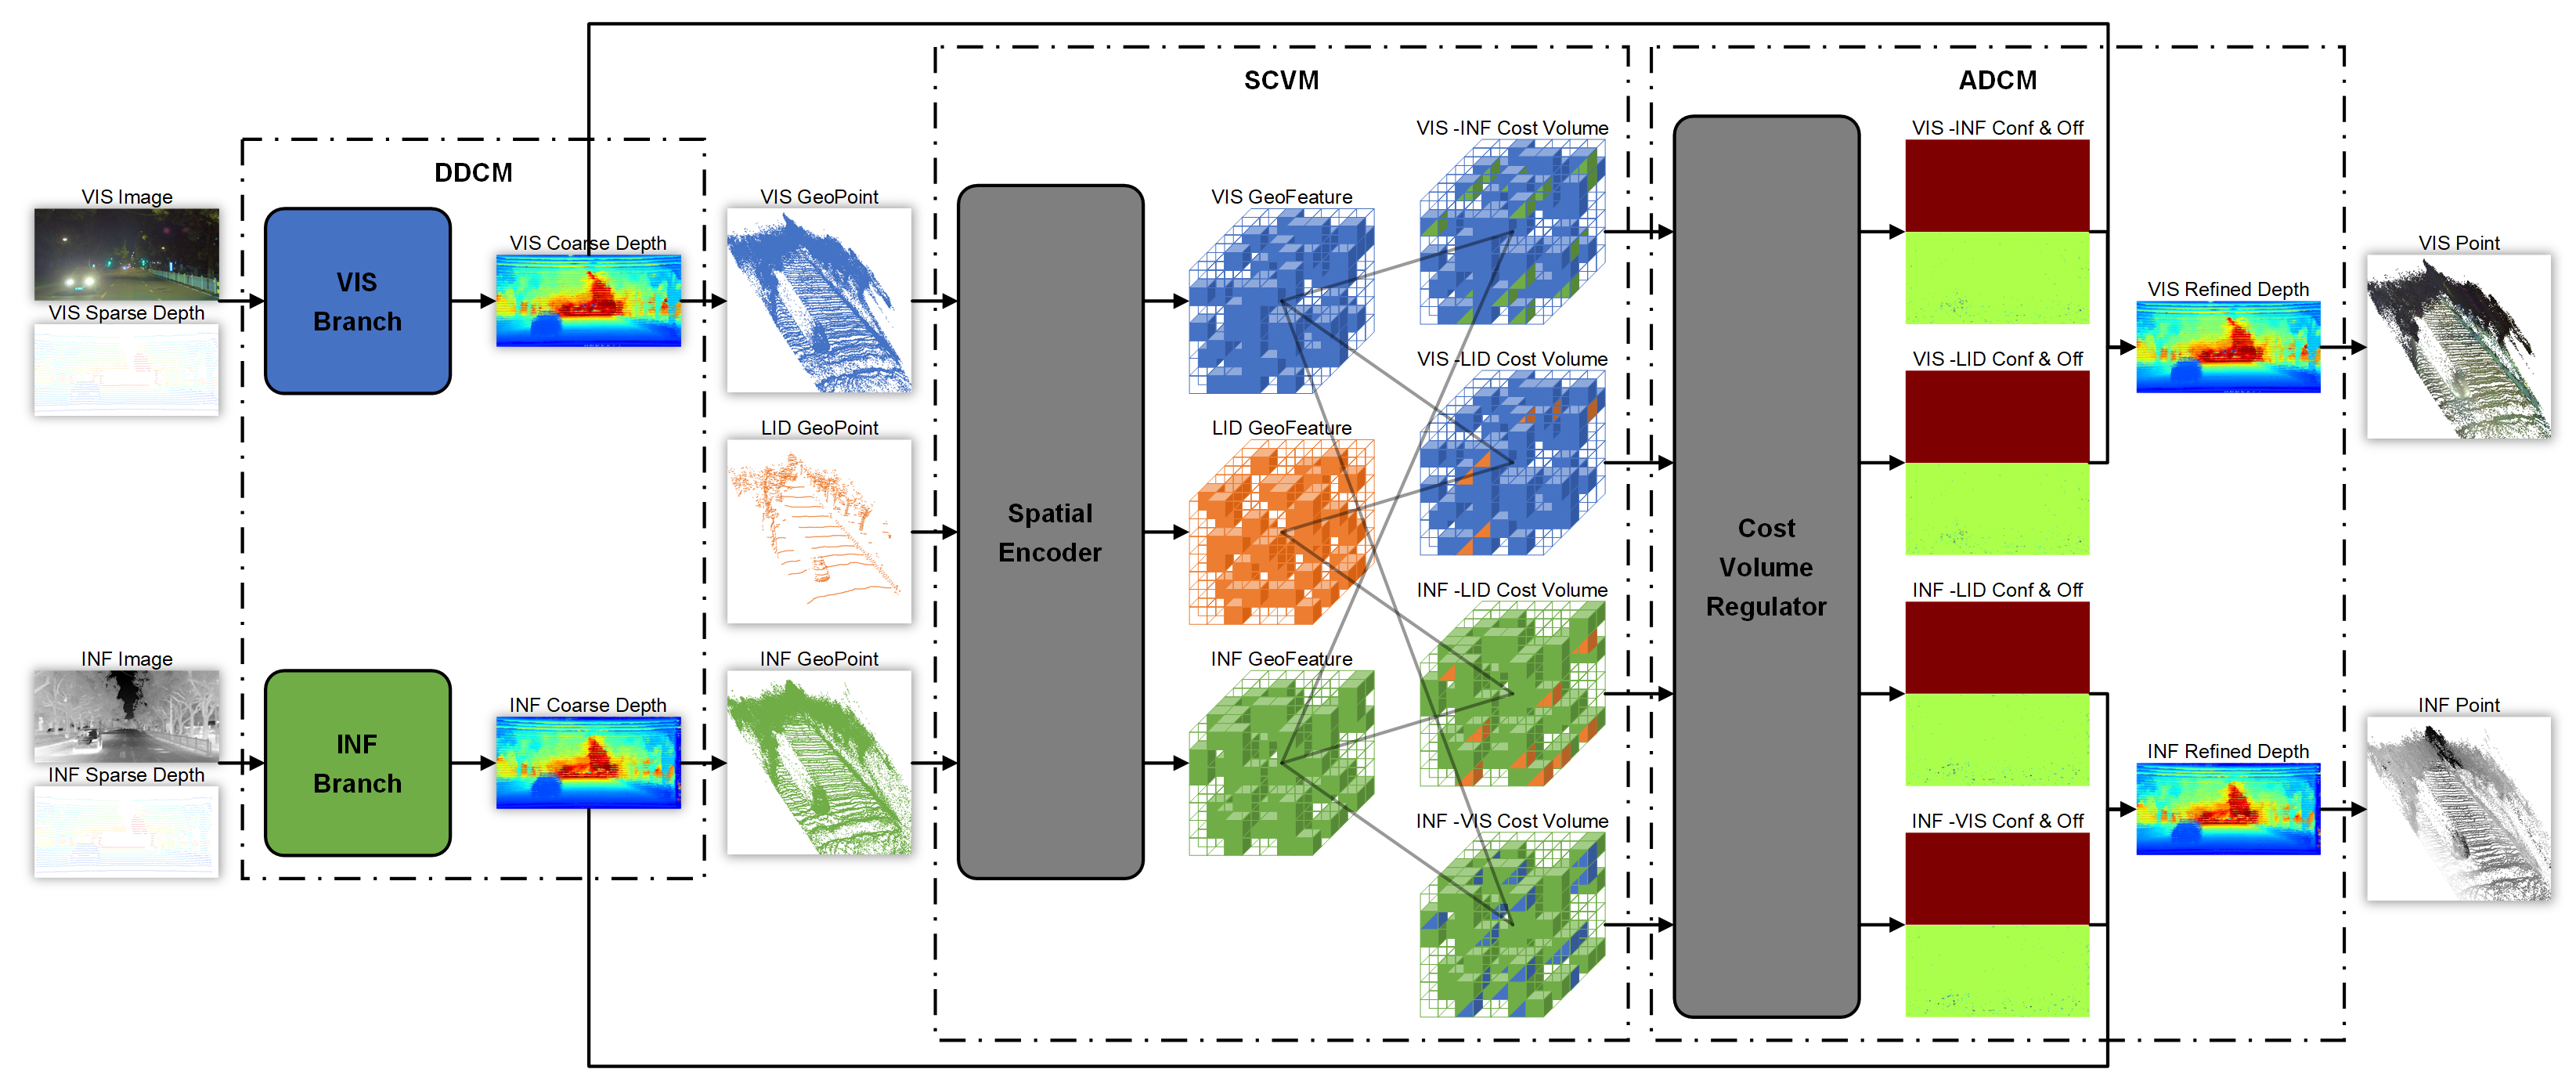 DDCM
SCVM
ADCM
VIS Image
VIS Sparse Depth
VIS
Branch
VIS Coarse Depth
VIS GeoPoint
LID GeoPoint
INF Image
INF Sparse Depth
INF
Branch
INF Coarse Depth
INF GeoPoint
Spatial
Encoder
VIS GeoFeature
LID GeoFeature
INF GeoFeature
VIS -INF Cost Volume
VIS -LID Cost Volume
INF -LID Cost Volume
INF -VIS Cost Volume
Cost
Volume
Regulator
VIS -INF Conf & Off
VIS -LID Conf & Off
INF -LID Conf & Off
INF -VIS Conf & Off
VIS Refined Depth
INF Refined Depth
VIS Point
INF Point